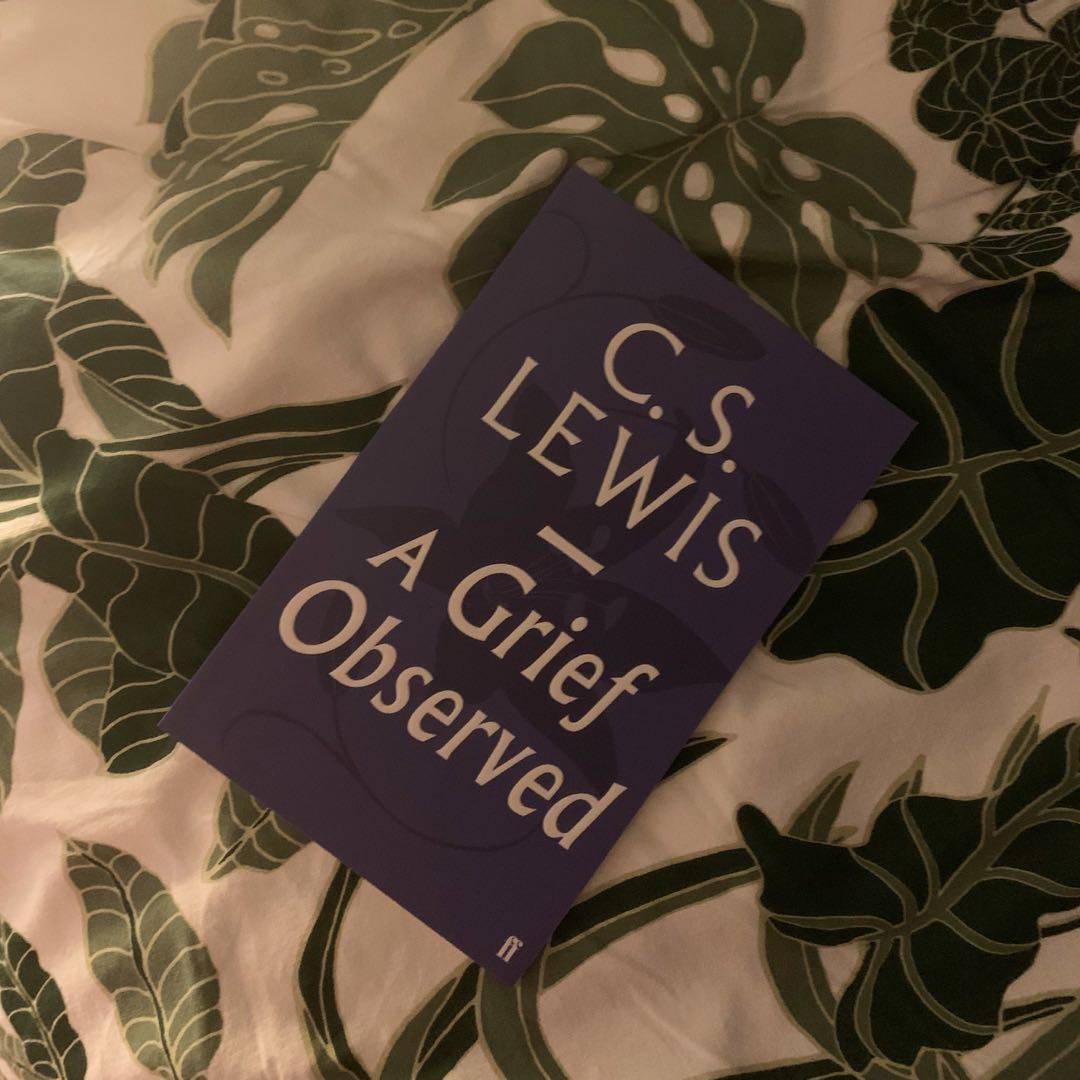 C. S.
LEWIS
—
A Grief
Observed
ff